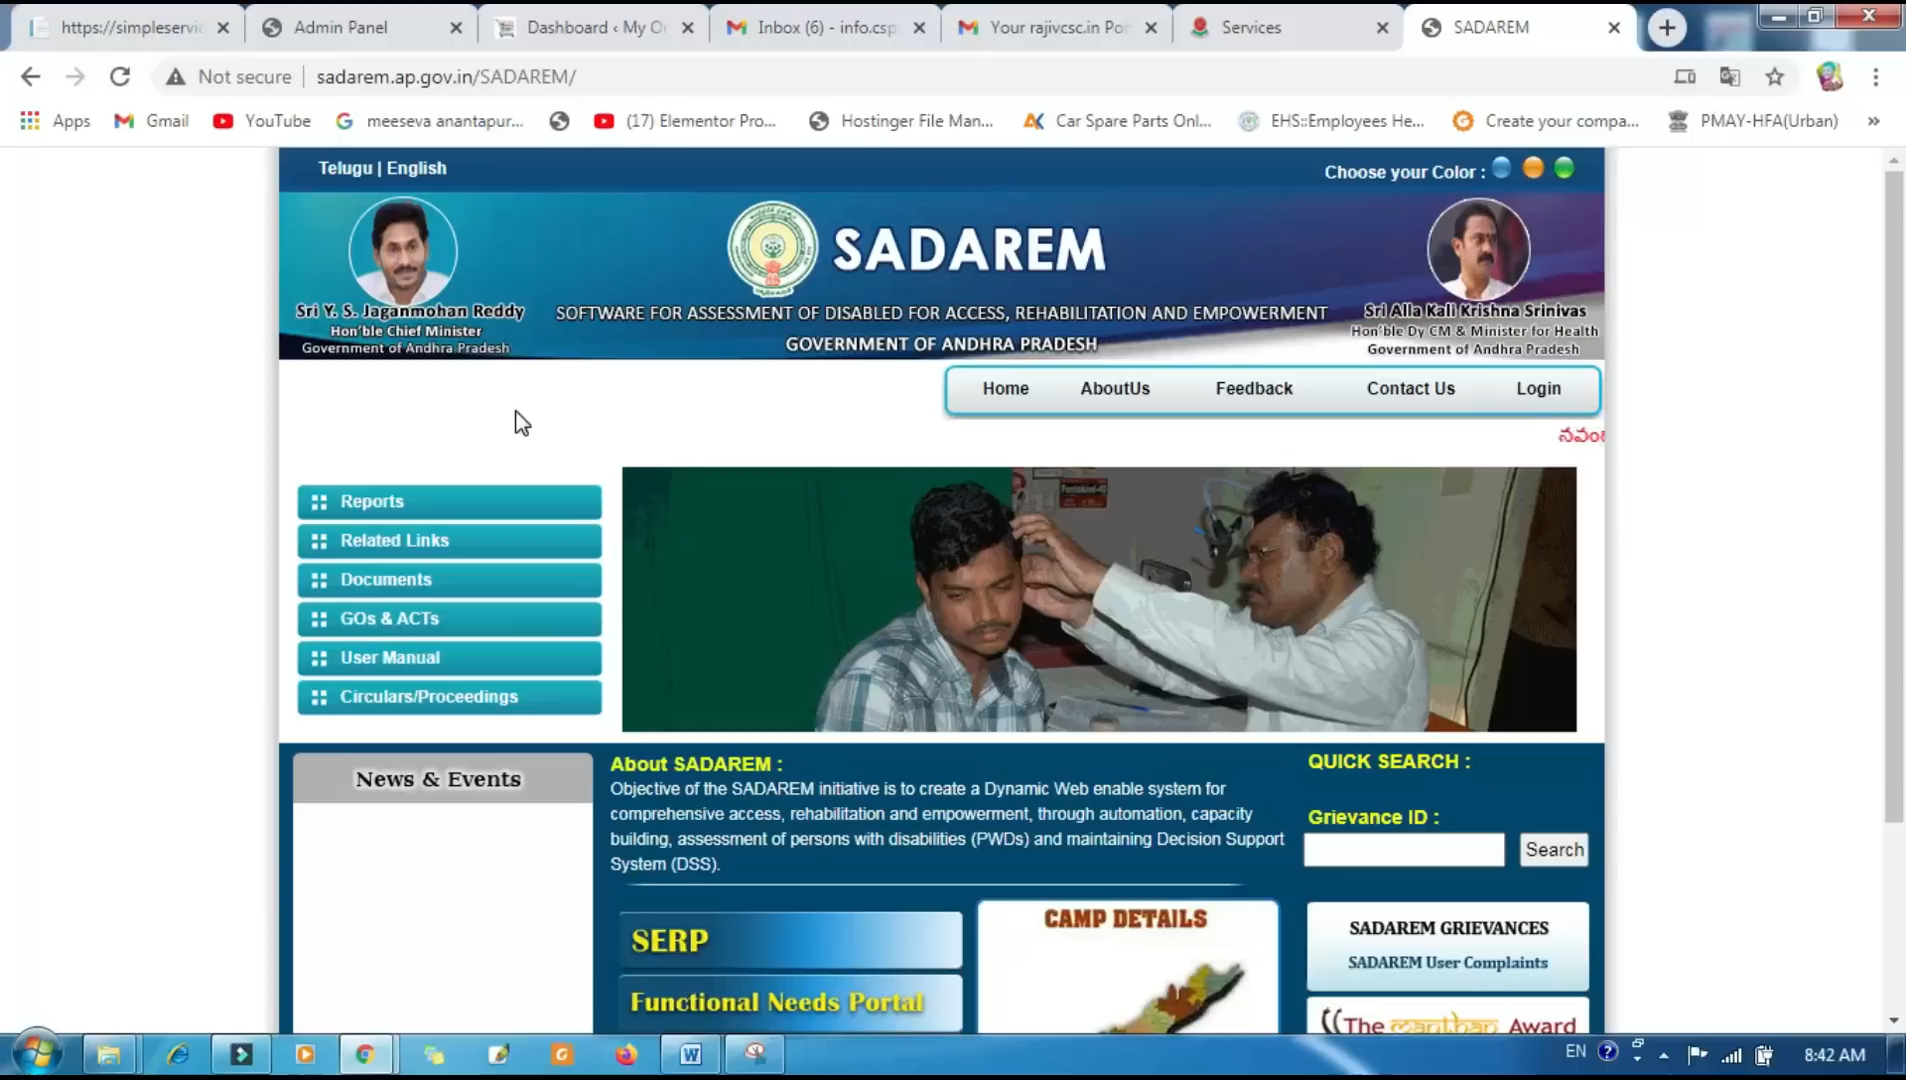 https://simpleservic
Admin Panel
Dashboard ‹ My Or
Inbox (6) - info.csp
Your rajivcsc.in Por
Services
SADAREM
Not secure | sadarem.ap.gov.in/SADAREM/
Apps
Gmail
YouTube
meeseva anantapur...
(17) Elementor Pro...
Hostinger File Man...
Car Spare Parts Onl...
EHS::Employees He...
Create your compa...
PMAY-HFA(Urban)
»
Telugu | English
Choose your Color :
SADAREM
SOFTWARE FOR ASSESSMENT OF DISABLED FOR ACCESS, REHABILITATION AND EMPOWERMENT
GOVERNMENT OF ANDHRA PRADESH
Sri Y. S. Jaganmohan Reddy
Hon'ble Chief Minister
Government of Andhra Pradesh
Sri Alla Kali Krishna Srinivas
Hon'ble Dy CM & Minister for Health
Government of Andhra Pradesh
Home
AboutUs
Feedback
Contact Us
Login
Reports
Related Links
Documents
GOs & ACTs
User Manual
Circulars/Proceedings
News & Events
About SADAREM :
Objective of the SADAREM initiative is to create a Dynamic Web enable system for
comprehensive access, rehabilitation and empowerment, through automation, capacity
building, assessment of persons with disabilities (PWDs) and maintaining Decision Support
System (DSS).
SERP
Functional Needs Portal
CAMP DETAILS
QUICK SEARCH :
Grievance ID :
Search
SADAREM GRIEVANCES
SADAREM User Complaints
The manthan Award
EN
8:42 AM